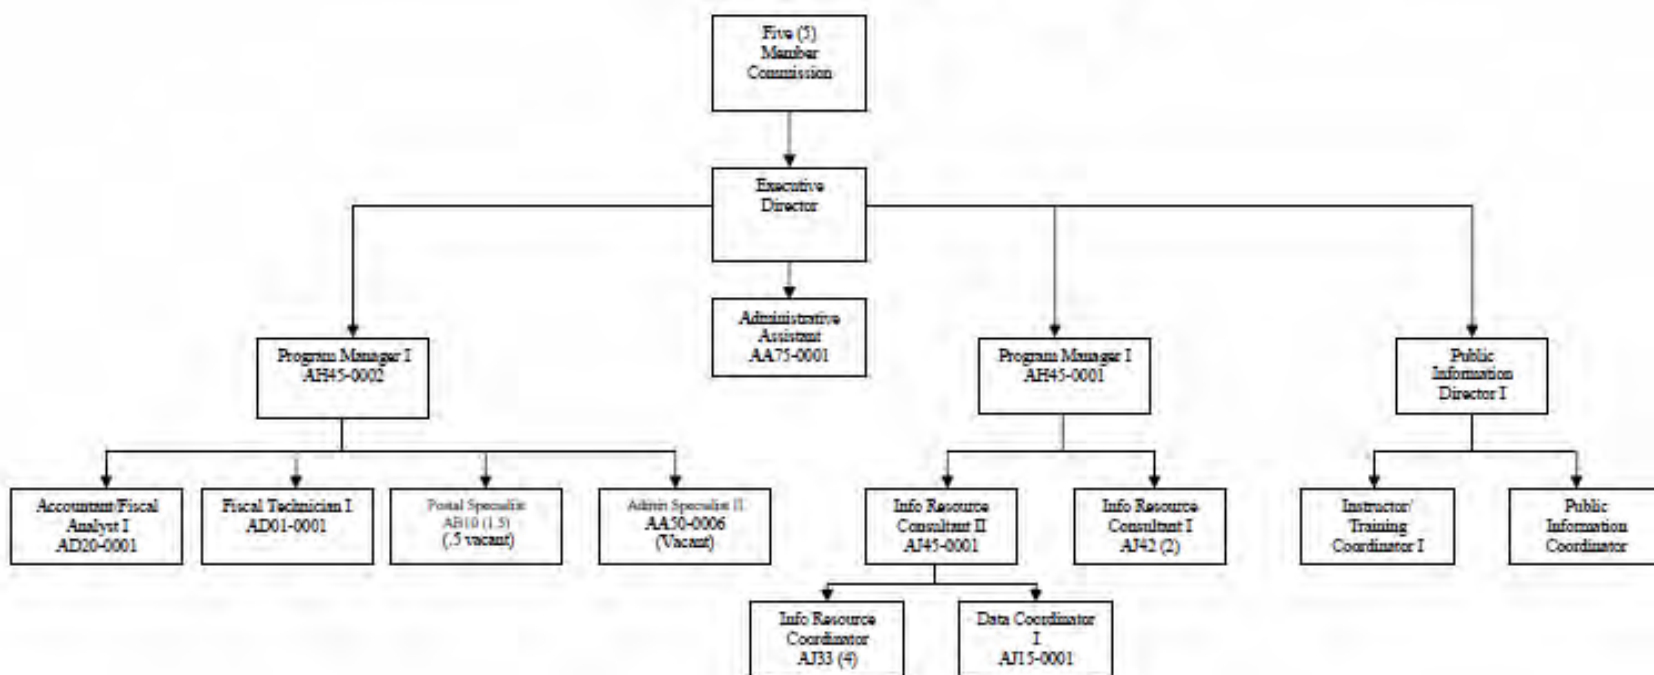 Five (5)
Member
Commission
Executive
Director
Administrative
Assistant
AA75-0001
Program Manager I
AH45-0002
Program Manager I
AH45-0001
Public
Information
Director I
Accountant/Fiscal
Analyst I
AD20-0001
Fiscal Technician I
AD01-0001
Postal Specialist
AB10 (1.5)
(.5 vacant)
Admin Specialist II
AA50-0006
(Vacant)
Info Resource
Consultant II
AJ45-0001
Info Resource
Consultant I
AJ42 (2)
Instructor/
Training
Coordinator I
Public
Information
Coordinator
Info Resource
Coordinator
AJ33 (4)
Data Coordinator
I
AJ15-0001